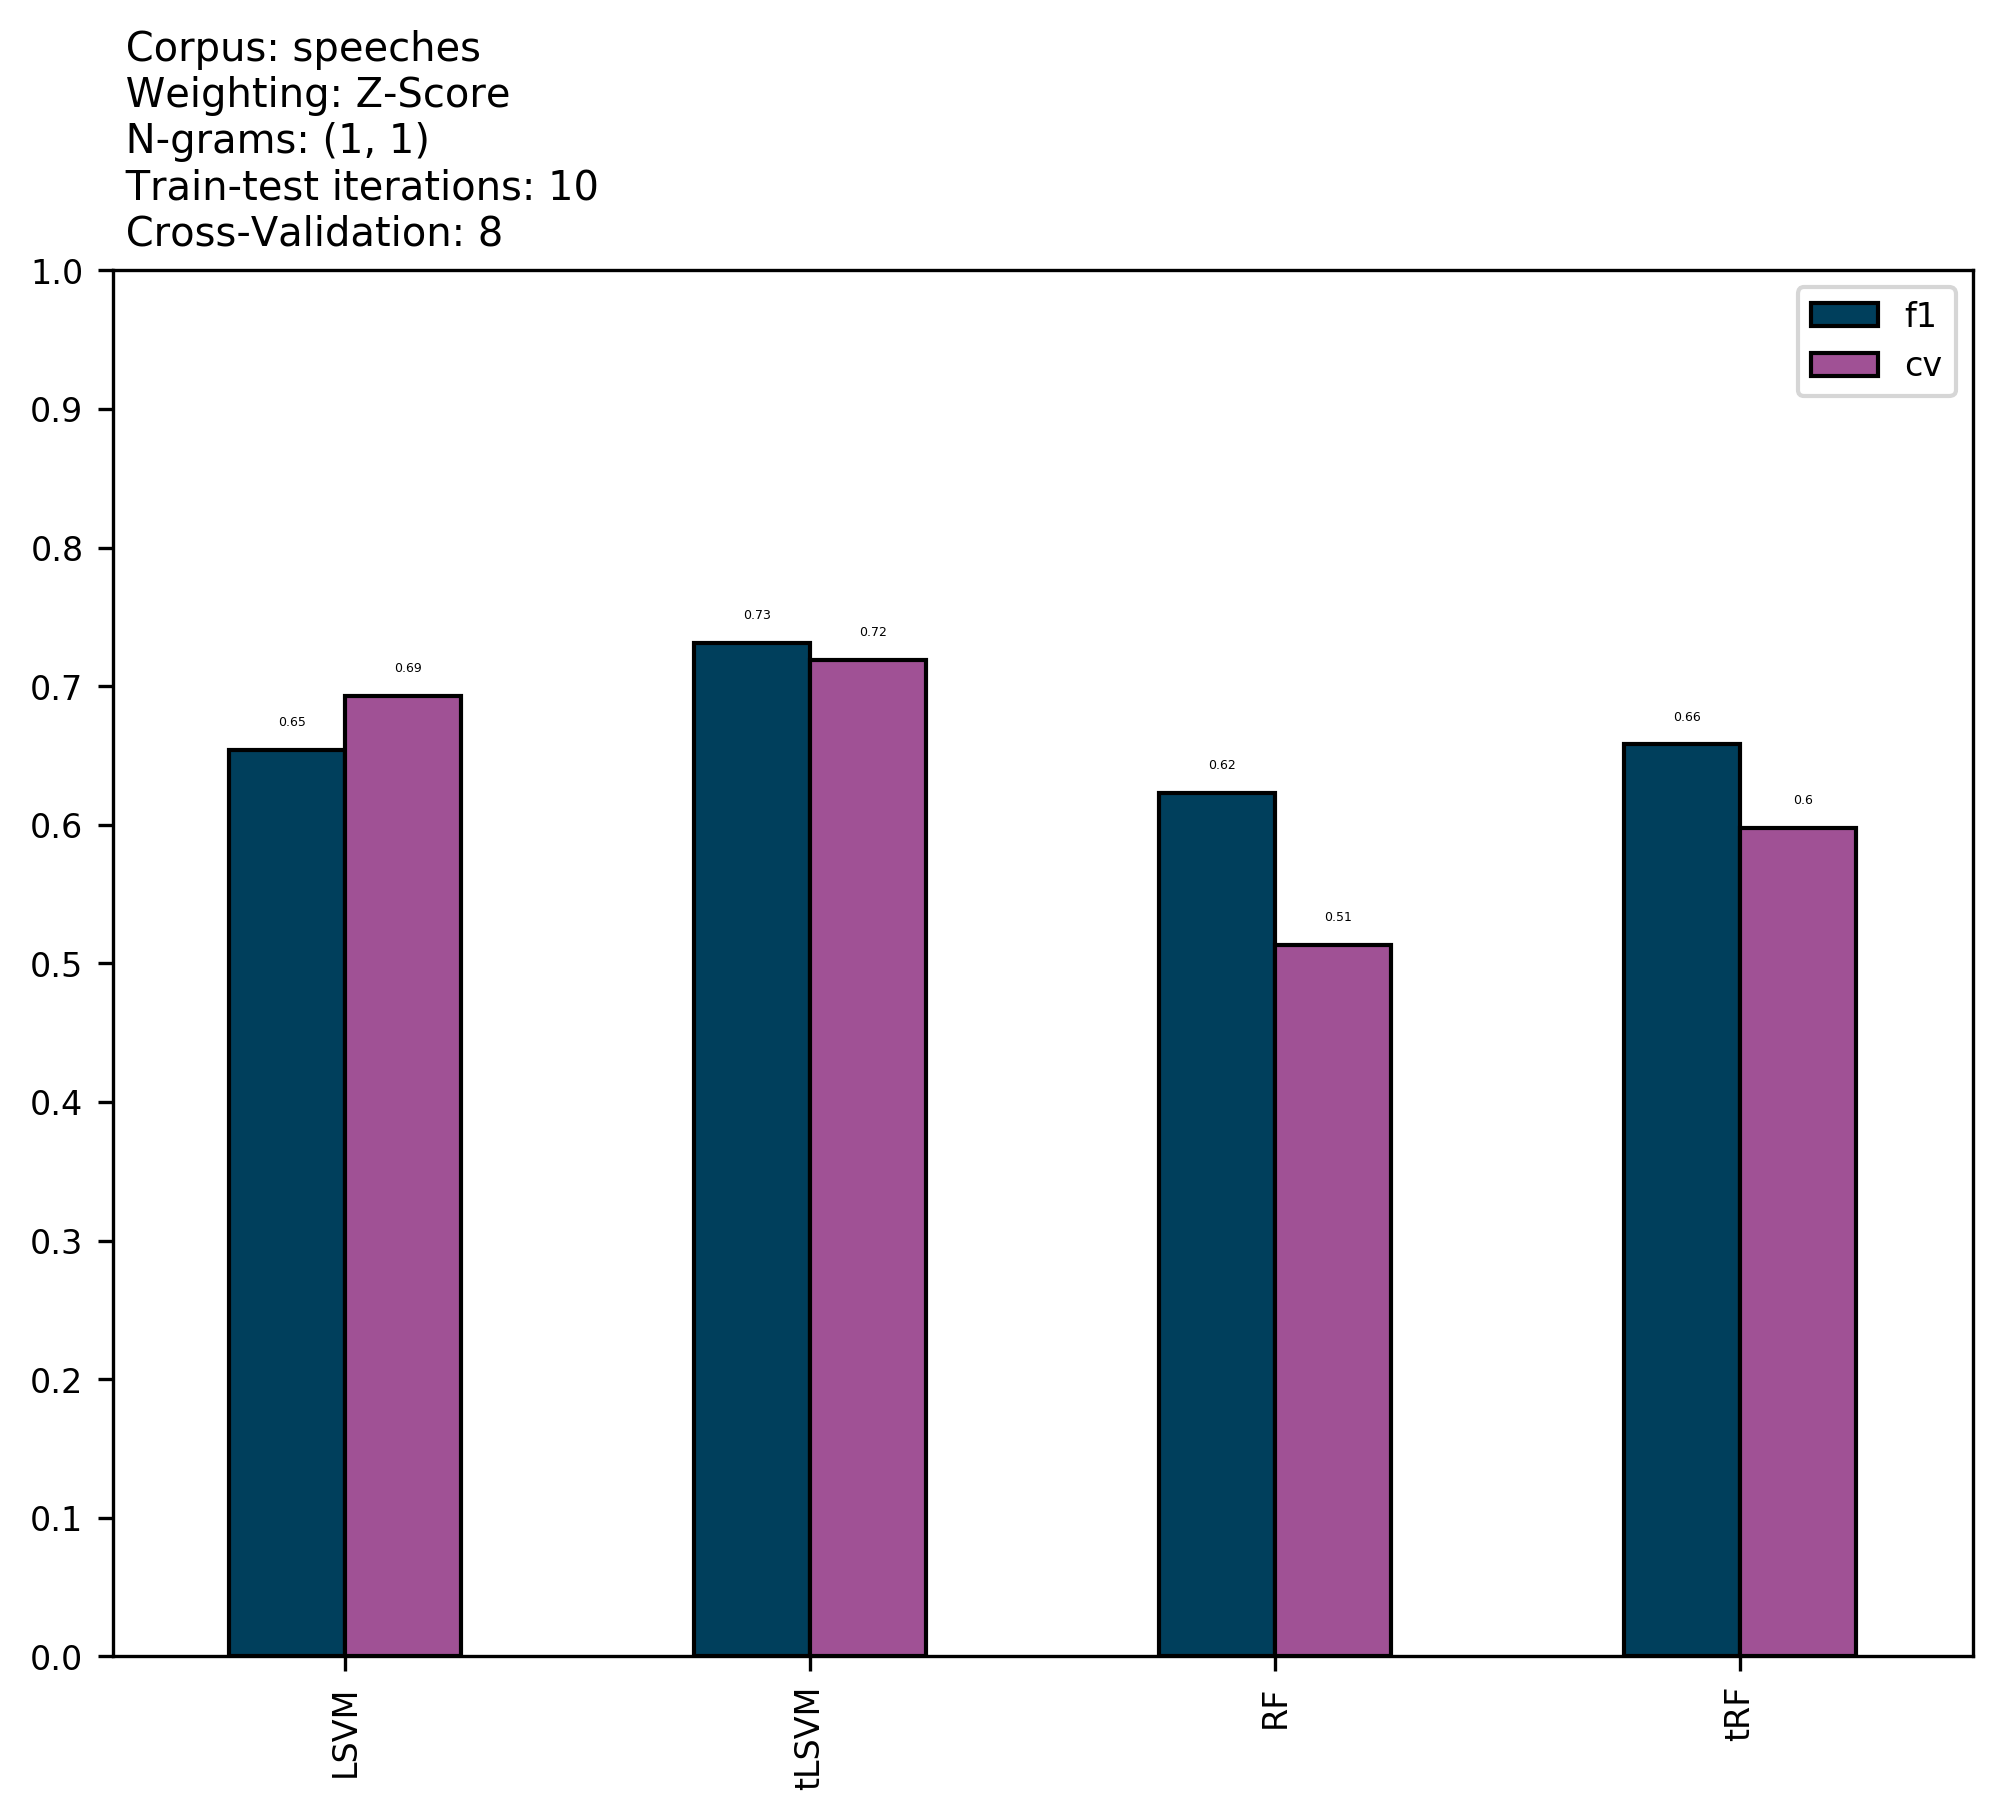 Corpus: speeches
Weighting: Z-Score
N-grams: (1, 1)
Train-test iterations: 10
Cross-Validation: 8
1.0
0.9
0.8
0.7
0.6
0.5
0.4
0.3
0.2
0.1
0.0
f1
cv
0.65
0.69
0.73
0.72
0.62
0.51
0.66
0.6
LSVM
tLSVM
RF
tRF